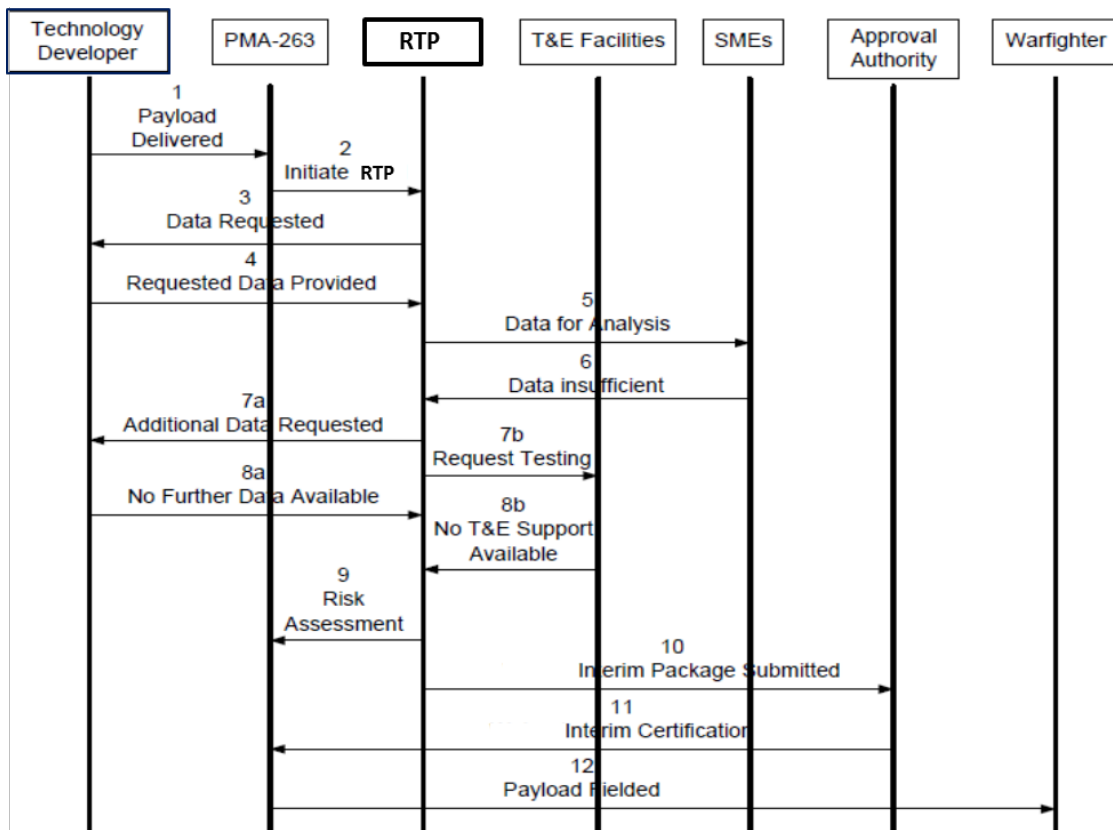 Technology
Developer
PMA-263
RTP
T&E Facilities
SMEs
Approval
Authority
Warfighter
1
Payload
Delivered
2
Initiate RTP
3
Data Requested
4
Requested Data Provided
5
Data for Analysis
6
Data insufficient
7a
Additional Data Requested
7b
Request Testing
8a
No Further Data Available
8b
No T&E Support
Available
9
Risk
Assessment
10
Interim Package Submitted
11
Interim Certification
12
Payload Fielded